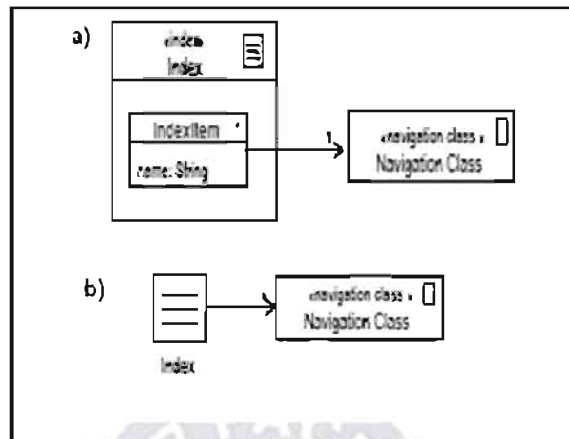 a)
«index»
Index
IndexItem *
name: String
1
«navigation class»
Navigation Class
b)
Index
«navigation class»
Navigation Class